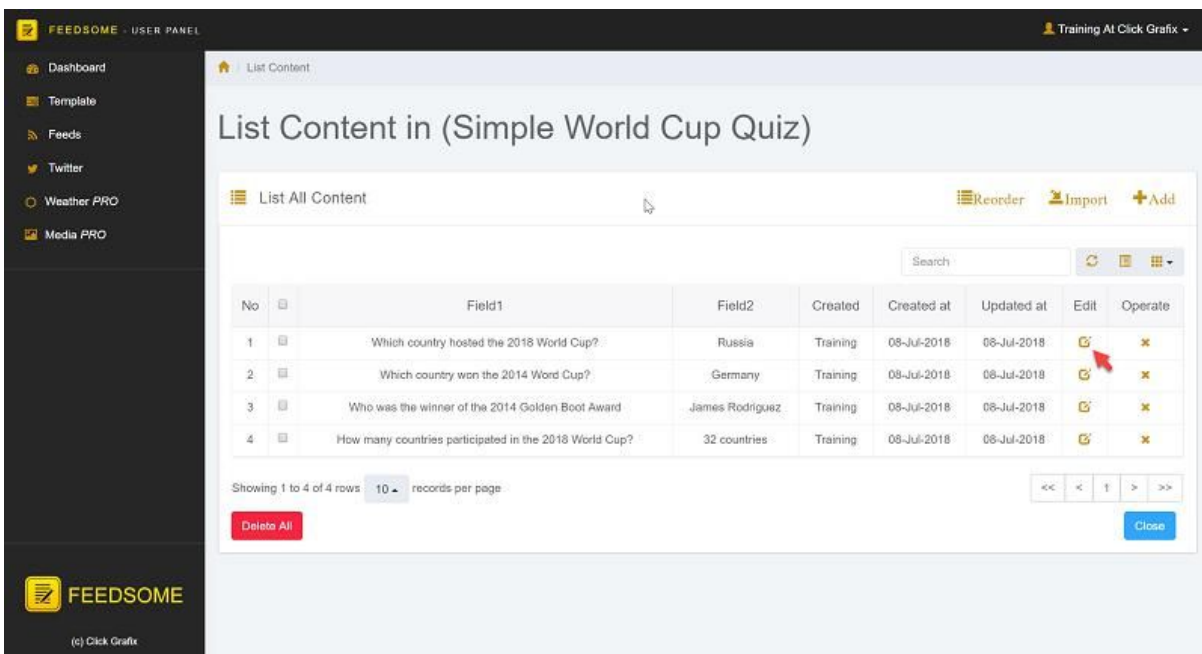 FEEDSOME - USER PANEL
Training At Click Grafix
Dashboard
Template
Feeds
Twitter
Weather PRO
Media PRO
FEEDSOME
(c) Click Grafix
List Content
List Content in (Simple World Cup Quiz)
List All Content
Reorder Import Add
Search
No Field1 Field2 Created Created at Updated at Edit Operate
1 Which country hosted the 2018 World Cup? Russia Training 08-Jul-2018 08-Jul-2018
2 Which country won the 2014 Word Cup? Germany Training 08-Jul-2018 08-Jul-2018
3 Who was the winner of the 2014 Golden Boot Award James Rodriguez Training 08-Jul-2018 08-Jul-2018
4 How many countries participated in the 2018 World Cup? 32 countries Training 08-Jul-2018 08-Jul-2018
Showing 1 to 4 of 4 rows 10 records per page << < 1 > >>
Delete All Close